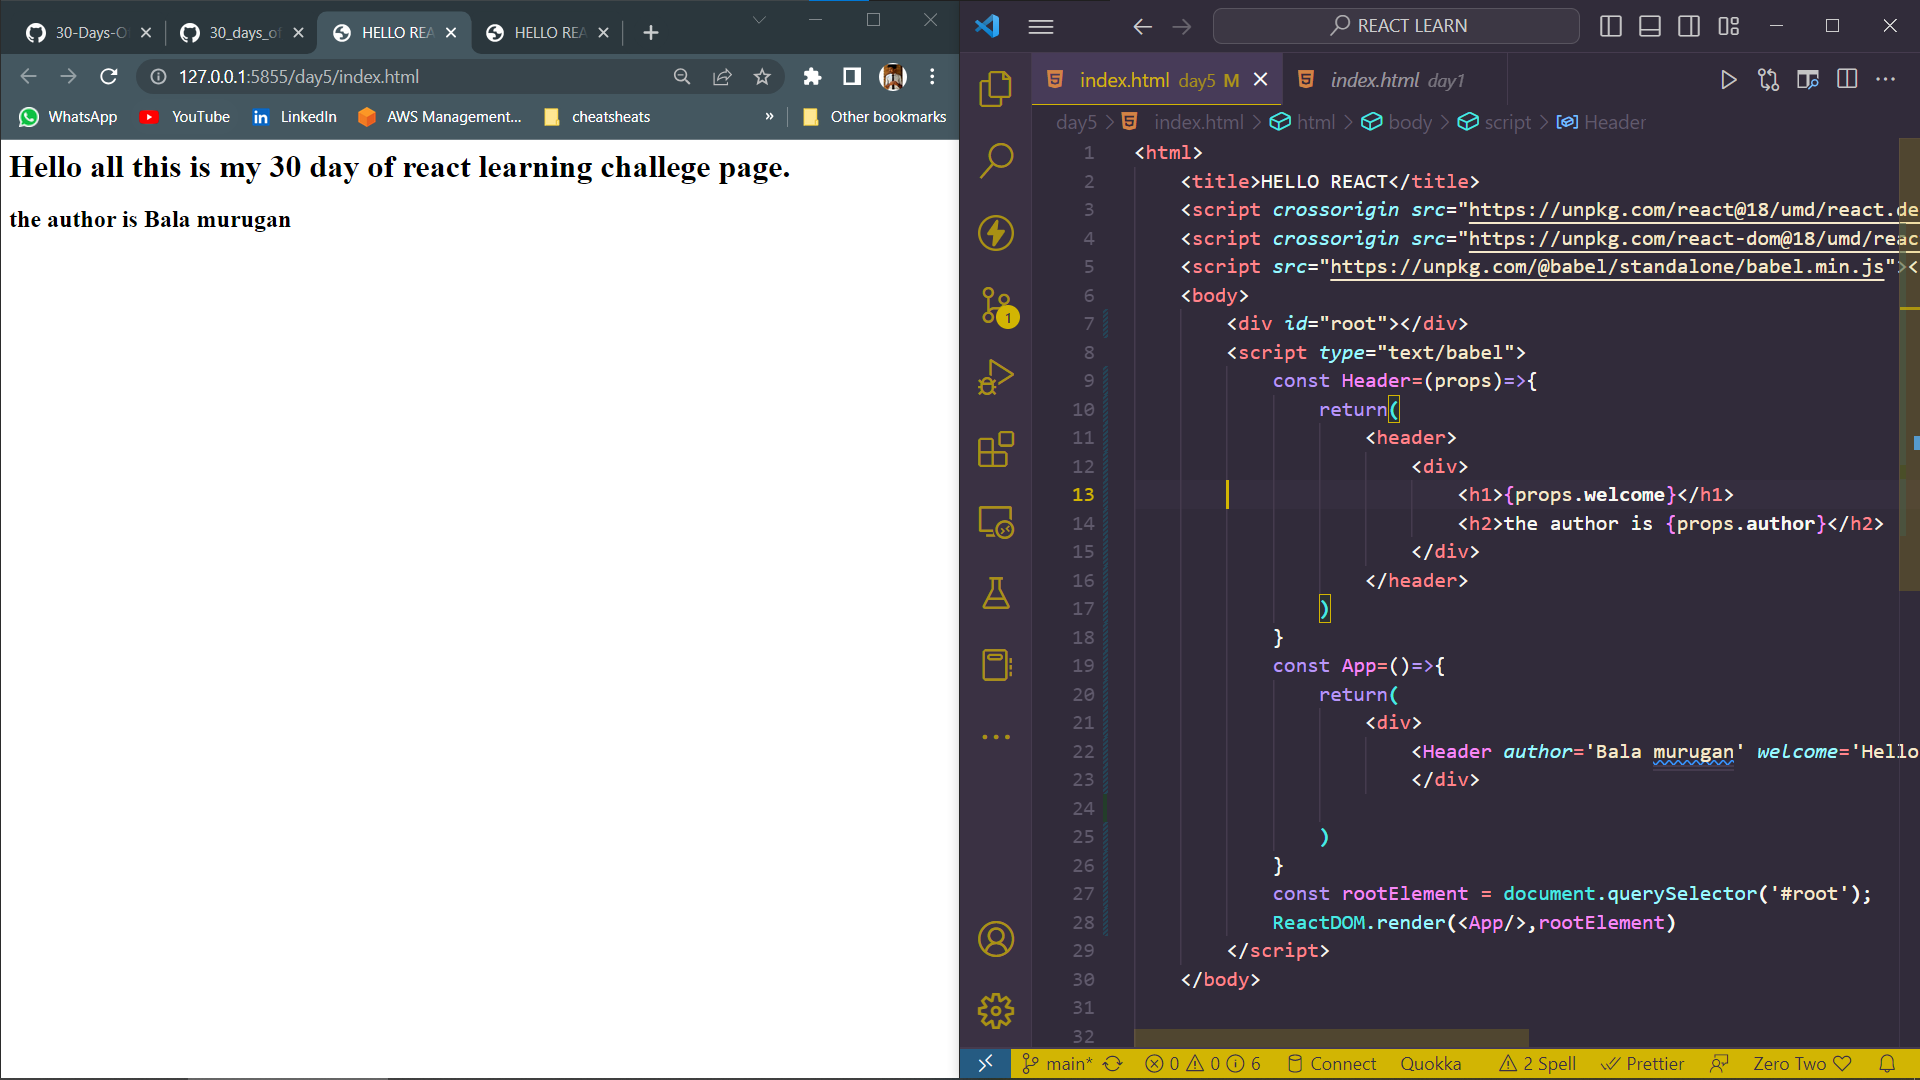 30-Days-O
30_days_of
HELLO REA
HELLO REA
127.0.0.1:5855/day5/index.html
WhatsApp
YouTube
LinkedIn
AWS Management...
cheatsheats
»
Other bookmarks
Hello all this is my 30 day of react learning challege page.
the author is Bala murugan
REACT LEARN
index.html day5 M
index.html day1
day5 > index.html > html > body > script > Header
1 <html>
2 <title>HELLO REACT</title>
3 <script crossorigin src="https://unpkg.com/react@18/umd/react.de
4 <script crossorigin src="https://unpkg.com/react-dom@18/umd/reac
5 <script src="https://unpkg.com/@babel/standalone/babel.min.js"><
6 <body>
7 <div id="root"></div>
8 <script type="text/babel">
9 const Header=(props)=>{
10 return(
11 <header>
12 <div>
13 <h1>{props.welcome}</h1>
14 <h2>the author is {props.author}</h2>
15 </div>
16 </header>
17 )
18 }
19 const App=()=>{
20 return(
21 <div>
22 <Header author='Bala murugan' welcome='Hello
23 </div>
24
25 )
26 }
27 const rootElement = document.querySelector('#root');
28 ReactDOM.render(<App/>,rootElement)
29 </script>
30 </body>
31
32
1
main* 0 0 6 Connect Quokka 2 Spell Prettier Zero Two